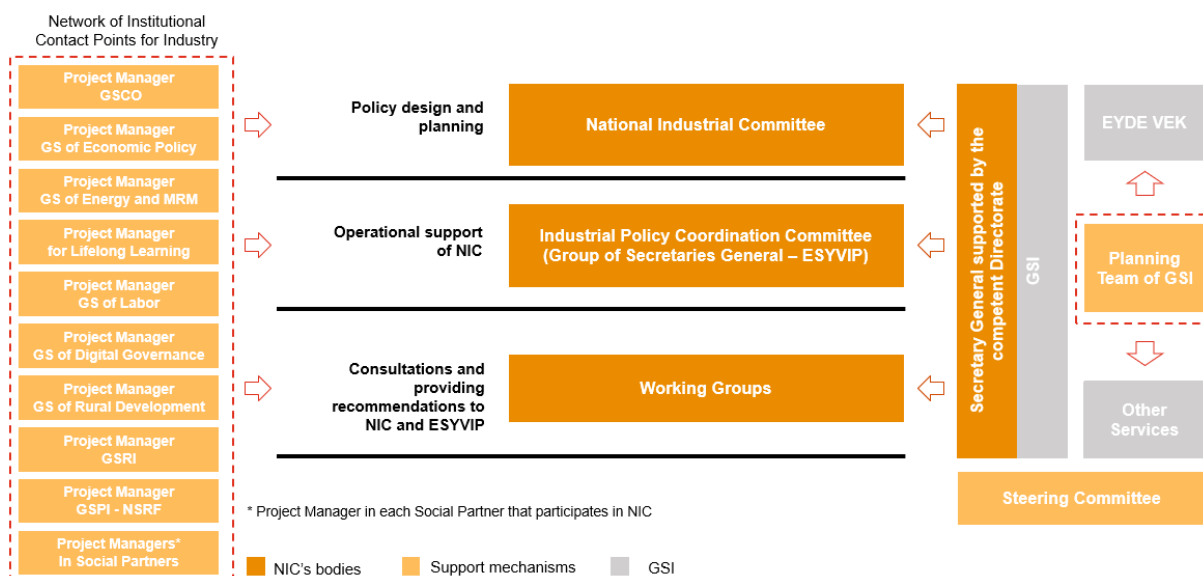 Network of Institutional
Contact Points for Industry
Project Manager
GSCO
Project Manager
GS of Economic Policy
Project Manager
GS of Energy and MRM
Project Manager
for Lifelong Learning
Project Manager
GS of Labor
Project Manager
GS of Digital Governance
Project Manager
GS of Rural Development
Project Manager
GSRI
Project Manager
GSPI - NSRF
Project Managers*
In Social Partners
Policy design and
planning
National Industrial Committee
Operational support
of NIC
Industrial Policy Coordination Committee
(Group of Secretaries General – ESYVIP)
Consultations and
providing
recommendations to
NIC and ESYVIP
Working Groups
Secretary General supported by the
competent Directorate
GSI
EYDE VEK
Planning
Team of GSI
Other
Services
Steering Committee
* Project Manager in each Social Partner that participates in NIC
NIC's bodies
Support mechanisms
GSI